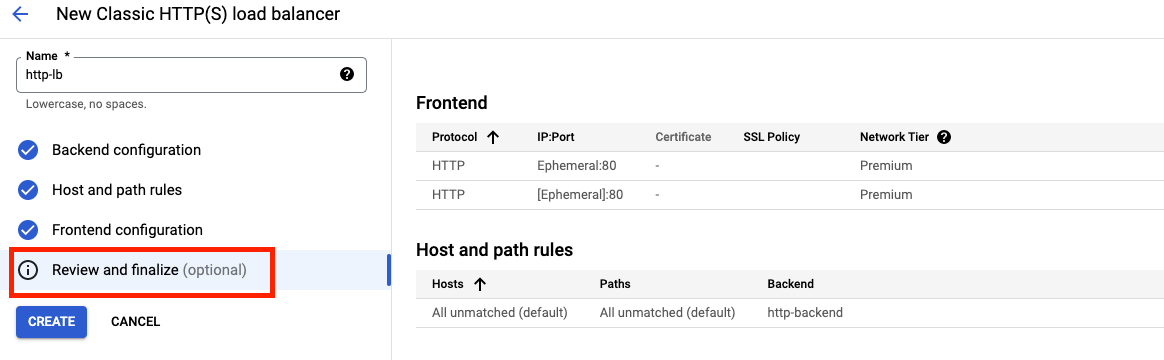 New Classic HTTP(S) load balancer
Name *
http-lb
Lowercase, no spaces.
Backend configuration
Host and path rules
Frontend configuration
Review and finalize (optional)
CREATE CANCEL
Frontend
Protocol IP:Port Certificate SSL Policy Network Tier
HTTP Ephemeral:80 - Premium
HTTP [Ephemeral]:80 - Premium
Host and path rules
Hosts Paths Backend
All unmatched (default) All unmatched (default) http-backend